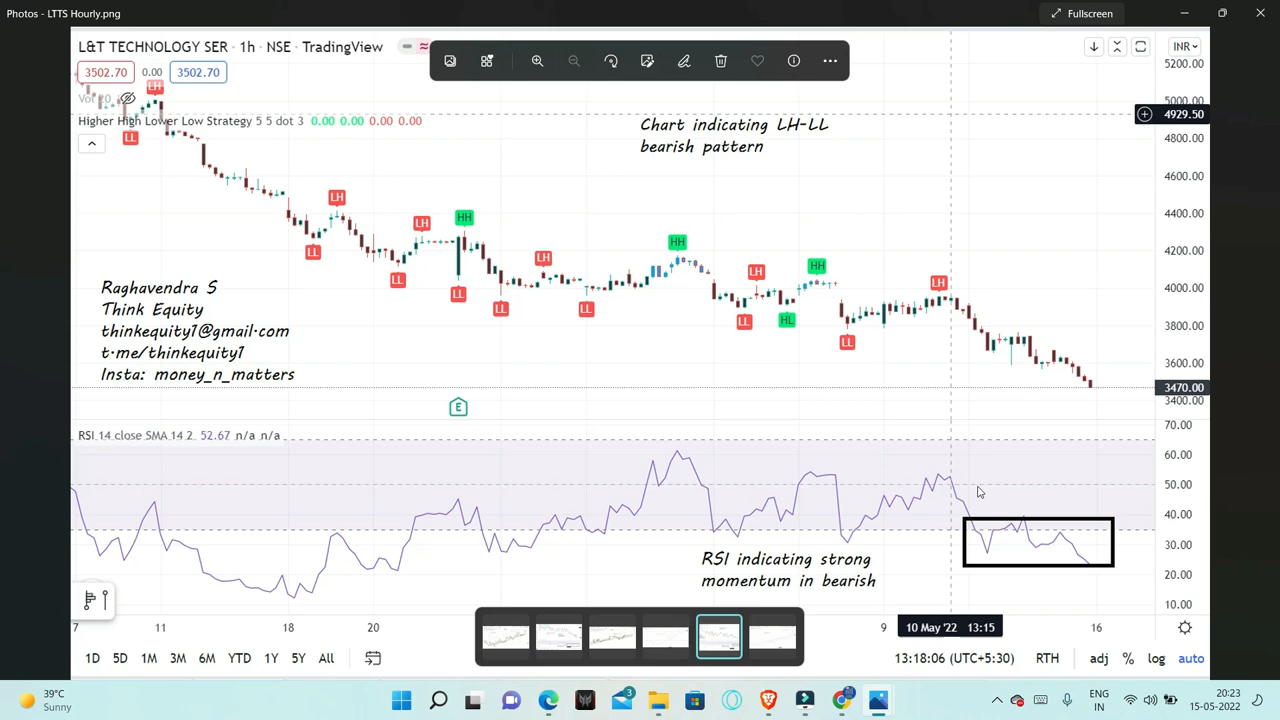 Photos - LTTS Hourly.png
Fullscreen
L&T TECHNOLOGY SER · 1h · NSE · TradingView
INR
3502.70 0.00 3502.70
Vol 20
Higher High Lower Low Strategy 5 5 dot 3 0.00 0.00 0.00 0.00
Chart indicating LH-LL
bearish pattern
5200.00
5000.00
4929.50
4800.00
4600.00
4400.00
4200.00
4000.00
3800.00
3600.00
3470.00
3400.00
LH
LL
LH
LL
LH
LL
HH
LL
LH
LL
LL
HH
LH
LL
HH
HL
LL
LH
Raghavendra S
Think Equity
thinkequity1@gmail.com
t.me/thinkequity1
Insta: money_n_matters
E
RSI 14 close SMA 14 2 52.67 n/a n/a
70.00
60.00
50.00
40.00
30.00
20.00
10.00
RSI indicating strong
momentum in bearish
7 11 18 20 9 10 May '22 13:15 16
1D 5D 1M 3M 6M YTD 1Y 5Y All 13:18:06 (UTC+5:30) RTH adj % log auto
39°C
Sunny
3
ENG
IN
20:23
15-05-2022